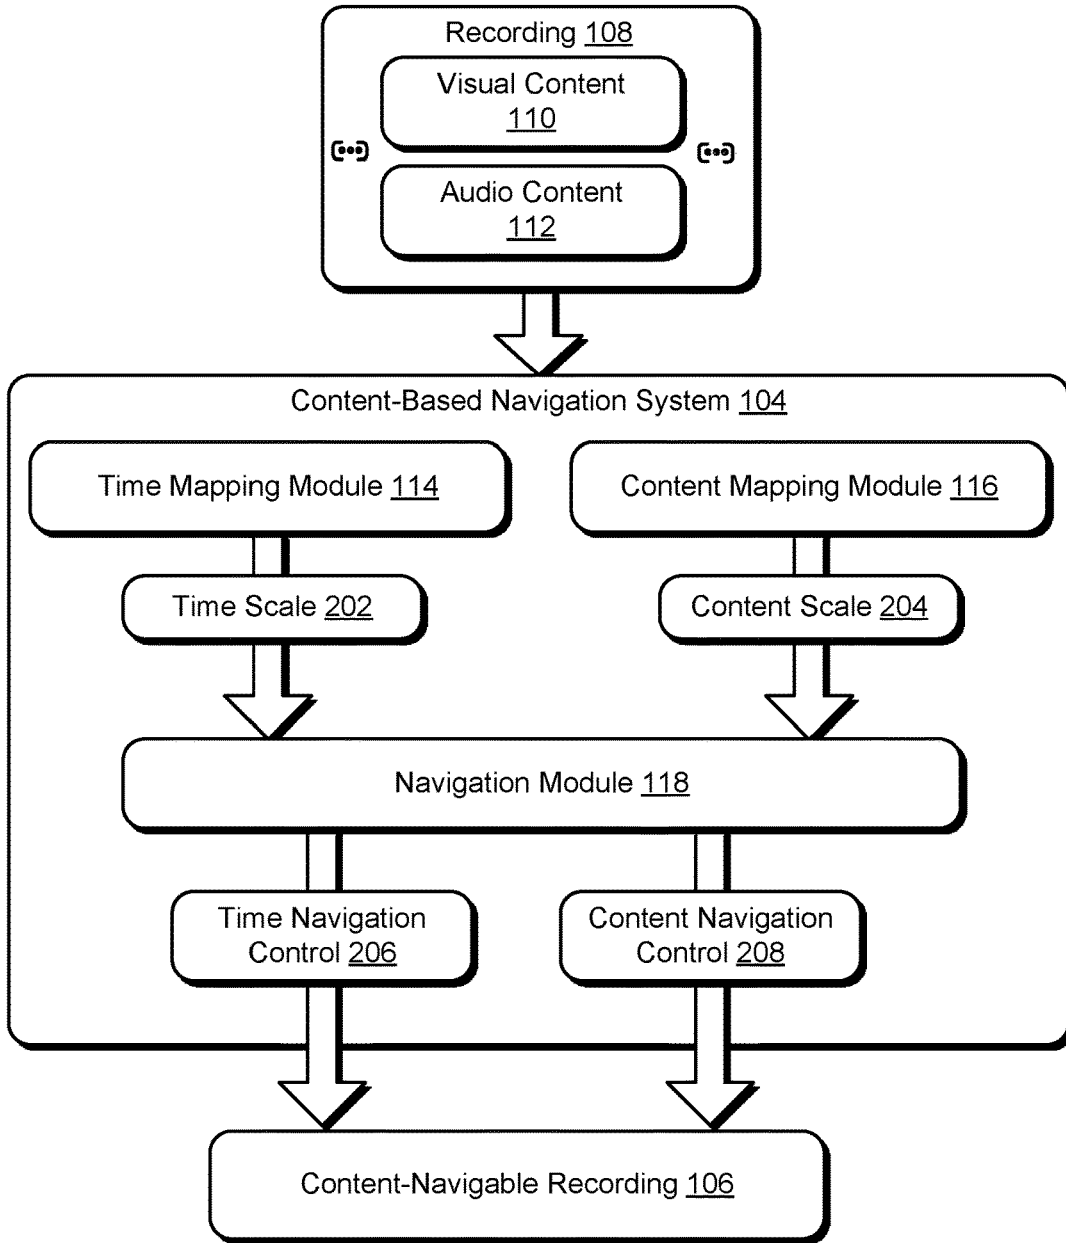 Recording 108
Visual Content
110
Audio Content
112
Content-Based Navigation System 104
Time Mapping Module 114
Content Mapping Module 116
Time Scale 202
Content Scale 204
Navigation Module 118
Time Navigation
Control 206
Content Navigation
Control 208
Content-Navigable Recording 106